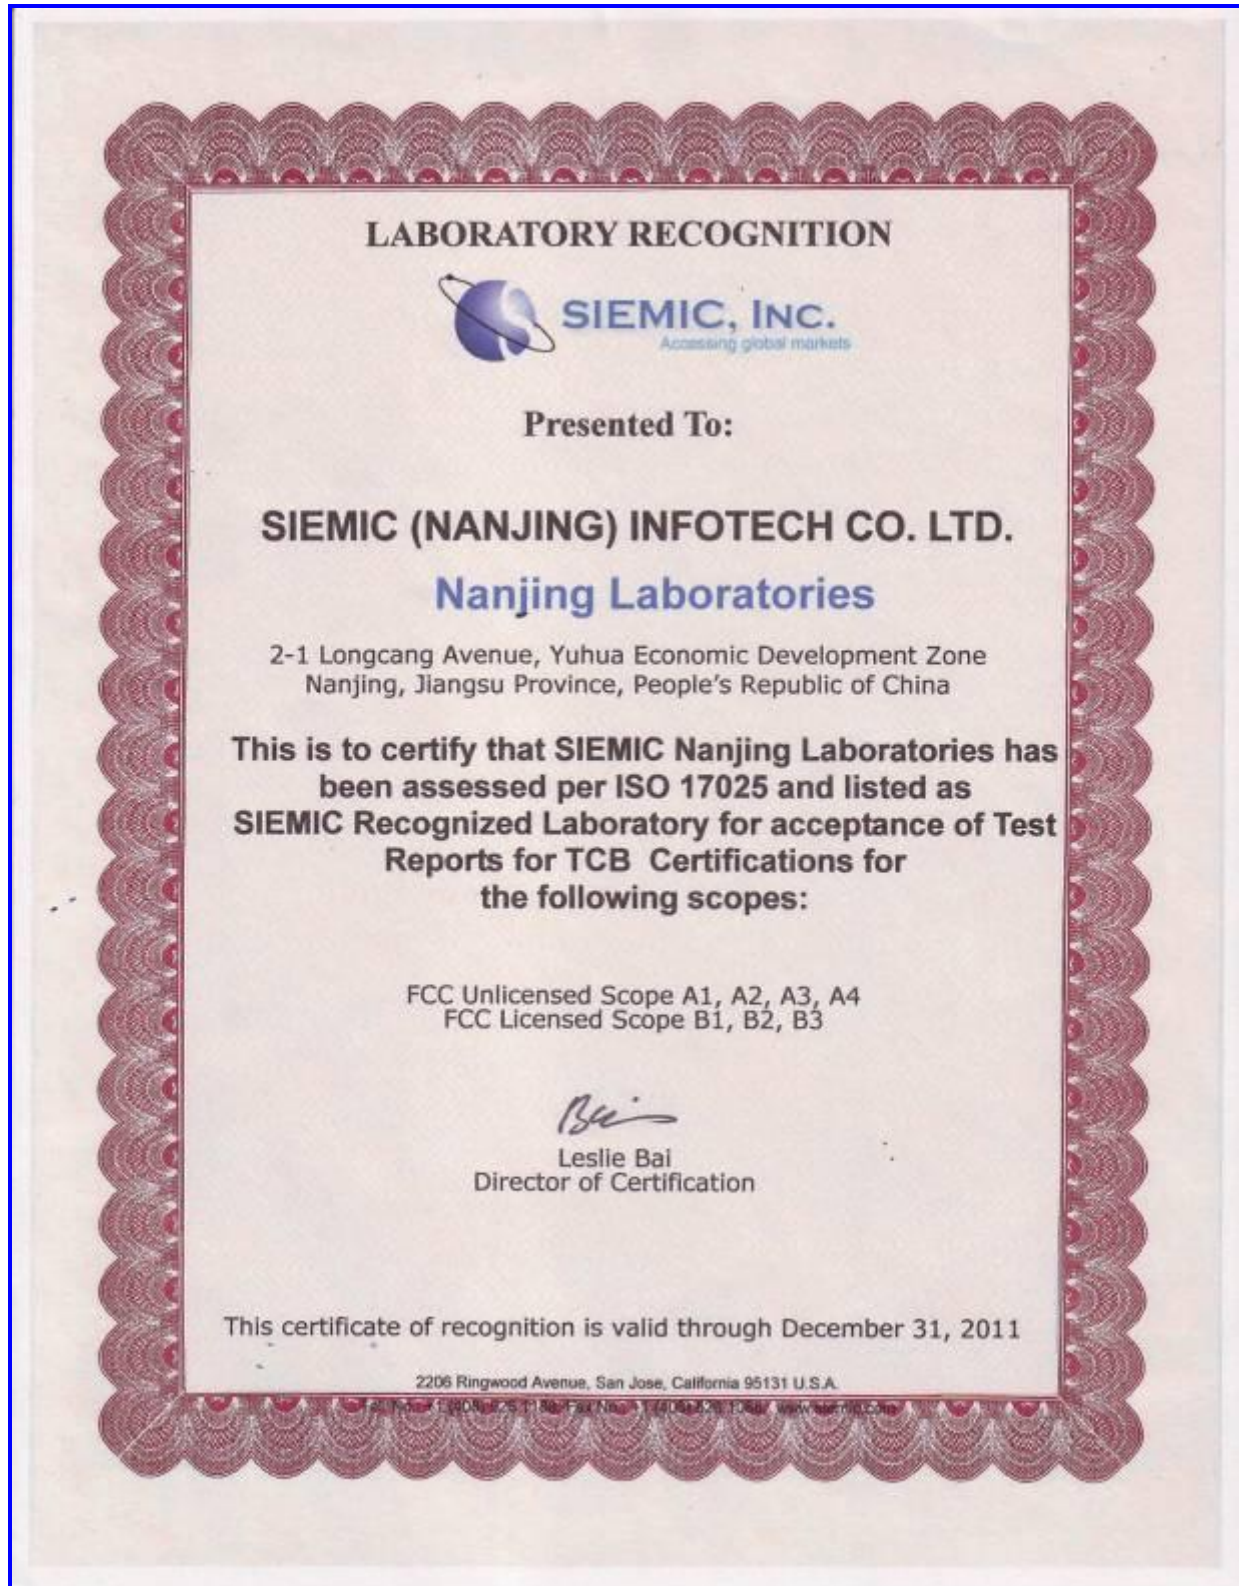 LABORATORY RECOGNITION
SIEMIC, INC.
Accessing global markets
Presented To:
SIEMIC (NANJING) INFOTECH CO. LTD.
Nanjing Laboratories
2-1 Longcang Avenue, Yuhua Economic Development Zone
Nanjing, Jiangsu Province, People's Republic of China
This is to certify that SIEMIC Nanjing Laboratories has
been assessed per ISO 17025 and listed as
SIEMIC Recognized Laboratory for acceptance of Test
Reports for TCB Certifications for
the following scopes:
FCC Unlicensed Scope A1, A2, A3, A4
FCC Licensed Scope B1, B2, B3
Leslie Bai
Director of Certification
This certificate of recognition is valid through December 31, 2011
2206 Ringwood Avenue, San Jose, California 95131 U.S.A.